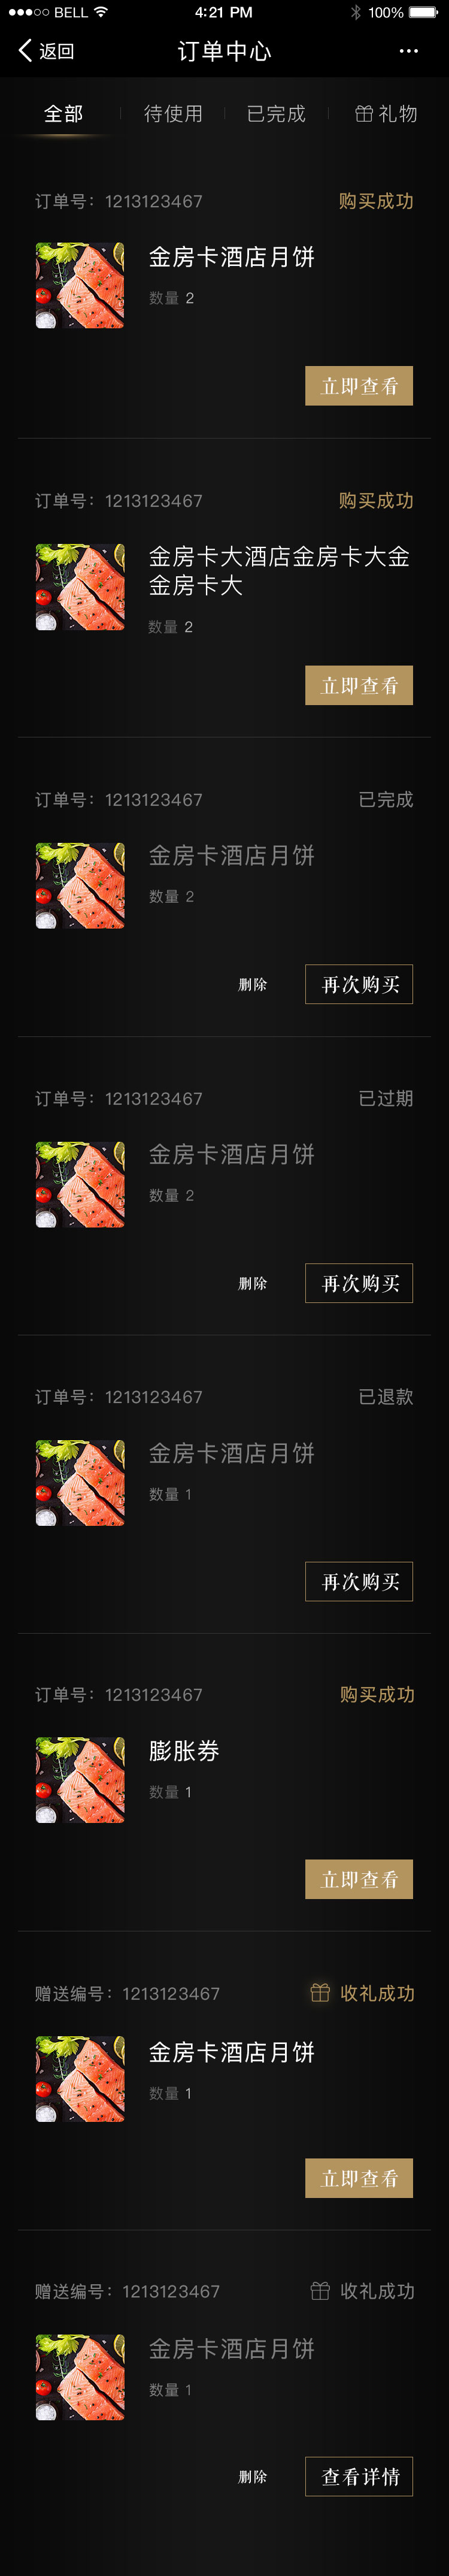 BELL 4:21 PM 100%
返回 订单中心
全部 待使用 已完成 礼物
订单号：1213123467 购买成功
金房卡酒店月饼
数量 2
立即查看
订单号：1213123467 购买成功
金房卡大酒店金房卡大金
金房卡大
数量 2
立即查看
订单号：1213123467 已完成
金房卡酒店月饼
数量 2
删除 再次购买
订单号：1213123467 已过期
金房卡酒店月饼
数量 2
删除 再次购买
订单号：1213123467 已退款
金房卡酒店月饼
数量 1
再次购买
订单号：1213123467 购买成功
膨胀券
数量 1
立即查看
赠送编号：1213123467 收礼成功
金房卡酒店月饼
数量 1
立即查看
赠送编号：1213123467 收礼成功
金房卡酒店月饼
数量 1
删除 查看详情